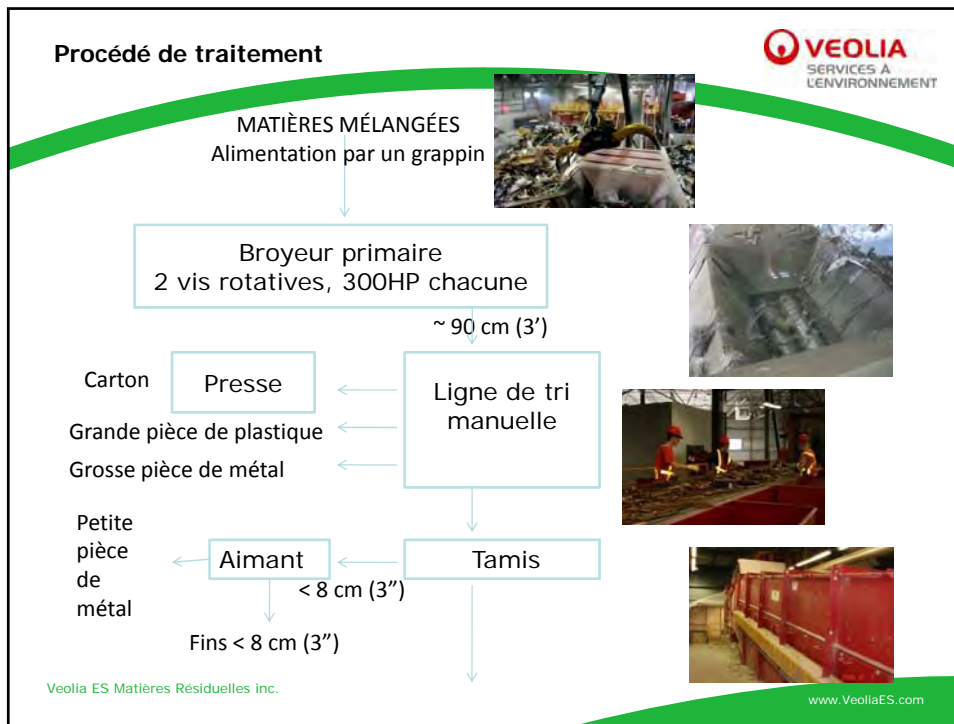 Procédé de traitement
VEOLIA
SERVICES À
L'ENVIRONNEMENT
MATIÈRES MÉLANGÉES
Alimentation par un grappin
Broyeur primaire
2 vis rotatives, 300HP chacune
~ 90 cm (3’)
Carton
Presse
Ligne de tri
manuelle
Grande pièce de plastique
Grosse pièce de métal
Petite
pièce
de
métal
Aimant
Tamis
< 8 cm (3”)
Fins < 8 cm (3”)
Veolia ES Matières Résiduelles inc.
www.VeoliaES.com